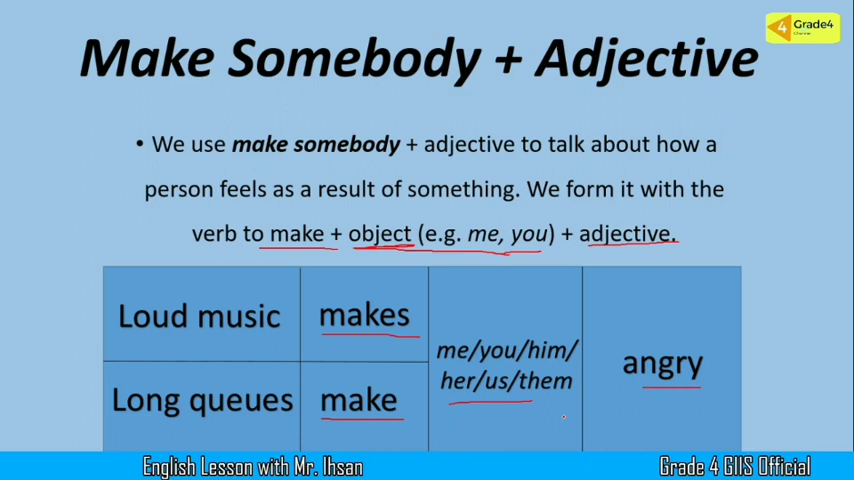 4 Grade4
Channel
Make Somebody + Adjective
• We use make somebody + adjective to talk about how a
person feels as a result of something. We form it with the
verb to make + object (e.g. me, you) + adjective.
Loud music makes
me/you/him/
her/us/them
angry
Long queues make
English Lesson with Mr. Ihsan
Grade 4 GIIS Official